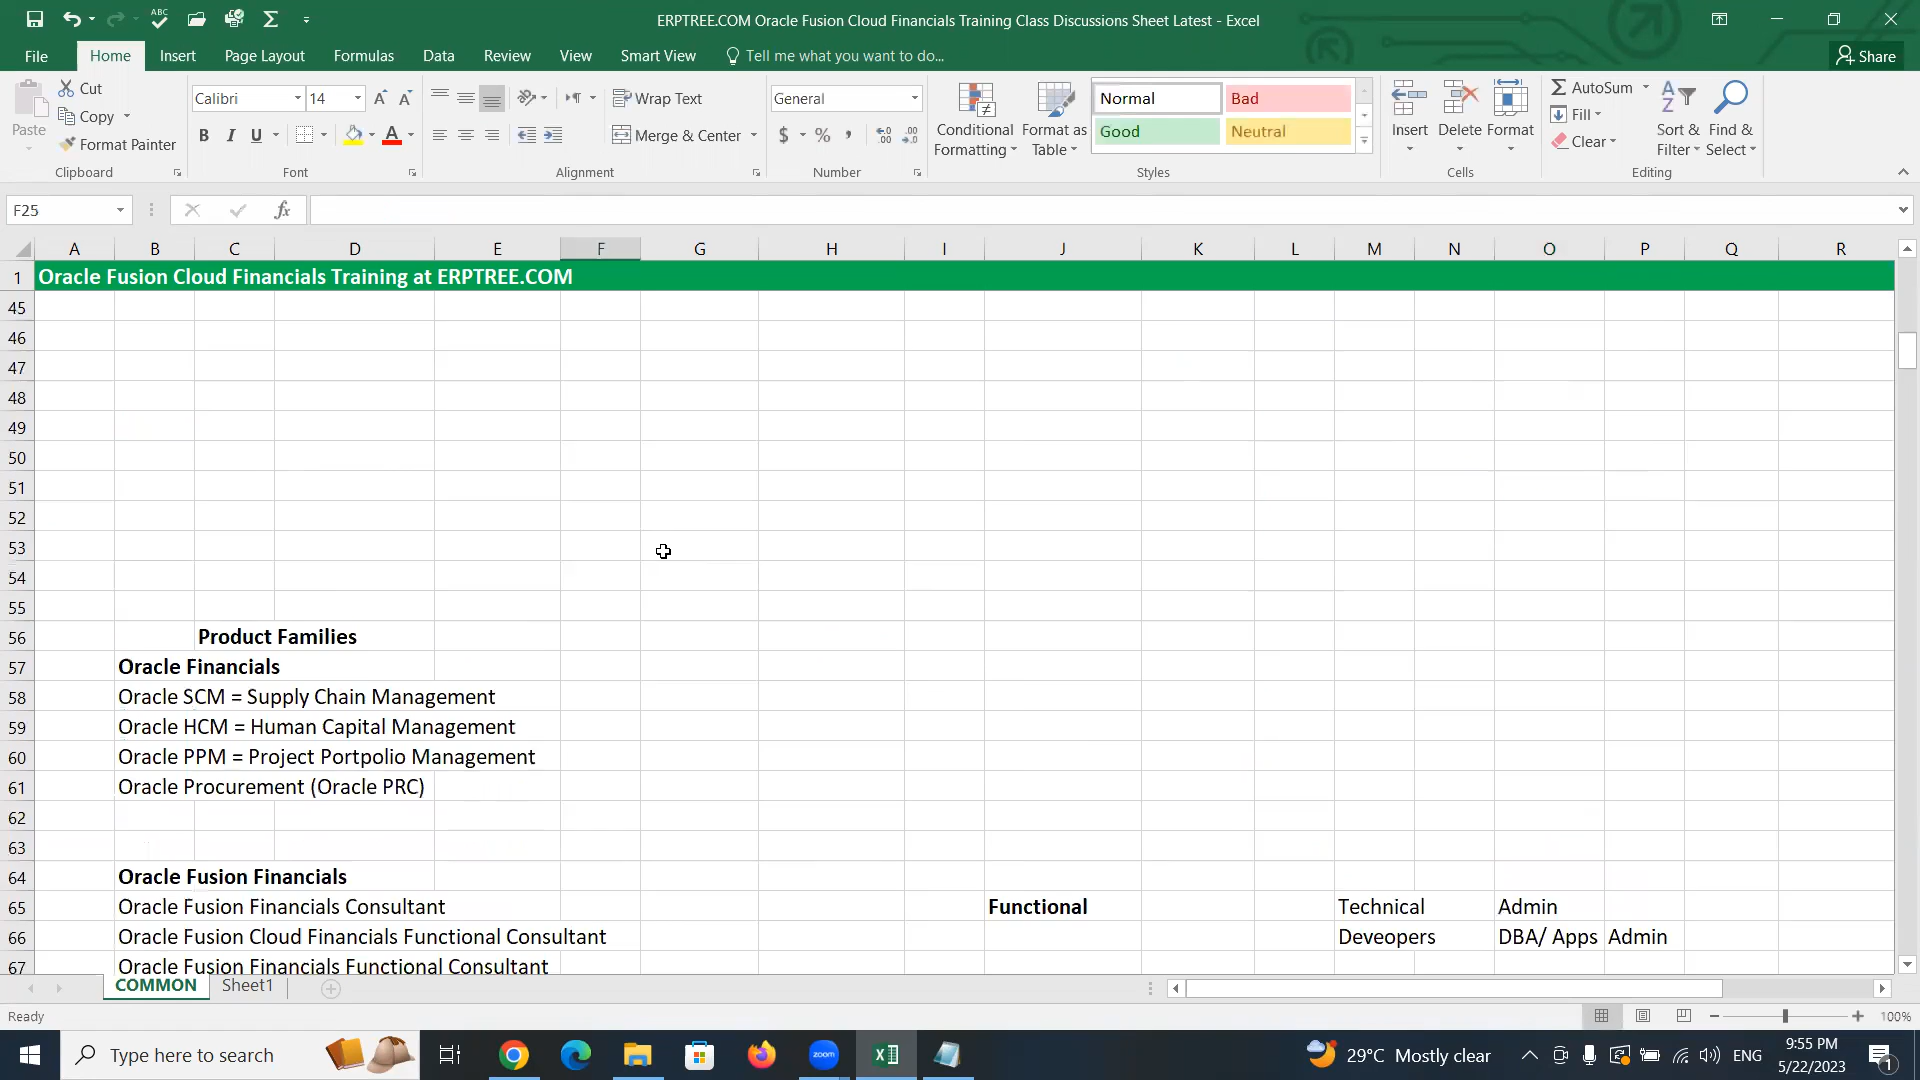 ERPTREE.COM Oracle Fusion Cloud Financials Training Class Discussions Sheet Latest - Excel
File Home Insert Page Layout Formulas Data Review View Smart View Tell me what you want to do... Share
Paste
Cut
Copy
Format Painter
Clipboard
Calibri 14
B I U A
Font
Wrap Text
Merge & Center
Alignment
General
$ % ,
Number
Conditional Formatting
Format as Table
Normal Bad
Good Neutral
Styles
Insert Delete Format
Cells
AutoSum
Fill
Clear
Sort & Filter
Find & Select
Editing
F25
fx
A B C D E F G H I J K L M N O P Q R
1 Oracle Fusion Cloud Financials Training at ERPTREE.COM
45
46
47
48
49
50
51
52
53
54
55
56 Product Families
57 Oracle Financials
58 Oracle SCM = Supply Chain Management
59 Oracle HCM = Human Capital Management
60 Oracle PPM = Project Portpolio Management
61 Oracle Procurement (Oracle PRC)
62
63
64 Oracle Fusion Financials
65 Oracle Fusion Financials Consultant Functional Technical Admin
66 Oracle Fusion Cloud Financials Functional Consultant Deveopers DBA/ Apps Admin
67 Oracle Fusion Financials Functional Consultant
COMMON Sheet1
Ready 100%
Type here to search zoom 29°C Mostly clear ENG 9:55 PM
5/22/2023 1